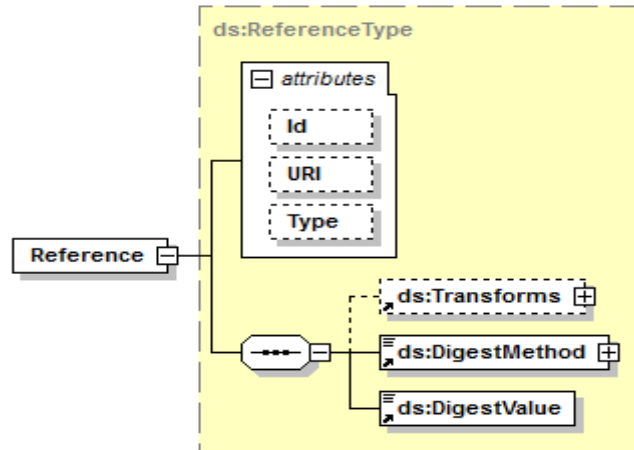 ds:ReferenceType
attributes
Id
URI
Type
Reference
ds:Transforms
ds:DigestMethod
ds:DigestValue